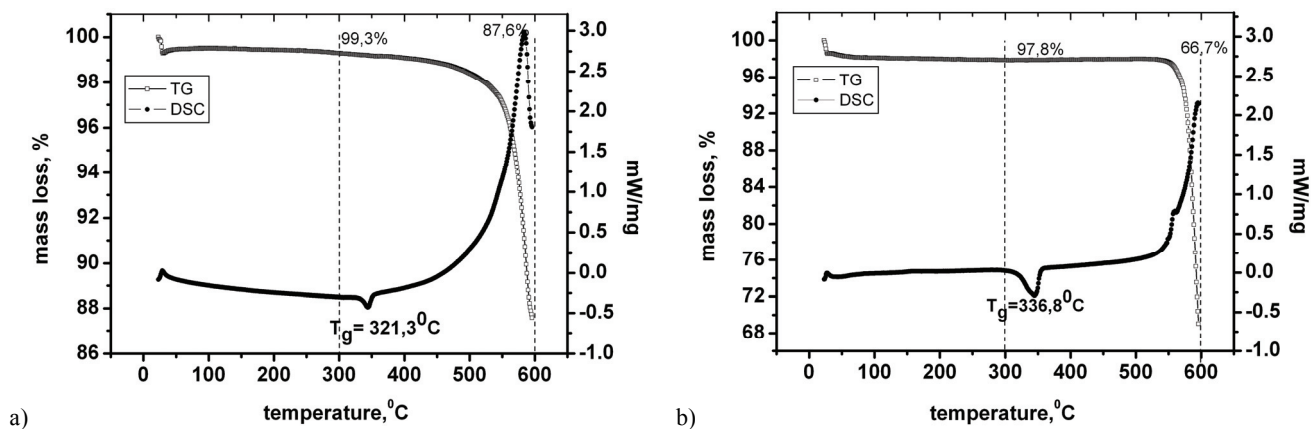 100
98
96
94
92
90
88
86
mass loss, %
99,3%
87,6%
TG
DSC
T_g= 321,3⁰C
3.0
2.5
2.0
1.5
1.0
0.5
0.0
-0.5
-1.0
mW/mg
0 100 200 300 400 500 600
temperature,⁰C
a)
100
96
92
88
84
80
76
72
68
mass loss, %
97,8%
66,7%
TG
DSC
T_g=336,8⁰C
3.0
2.5
2.0
1.5
1.0
0.5
0.0
-0.5
-1.0
mW/mg
0 100 200 300 400 500 600
temperature,⁰C
b)